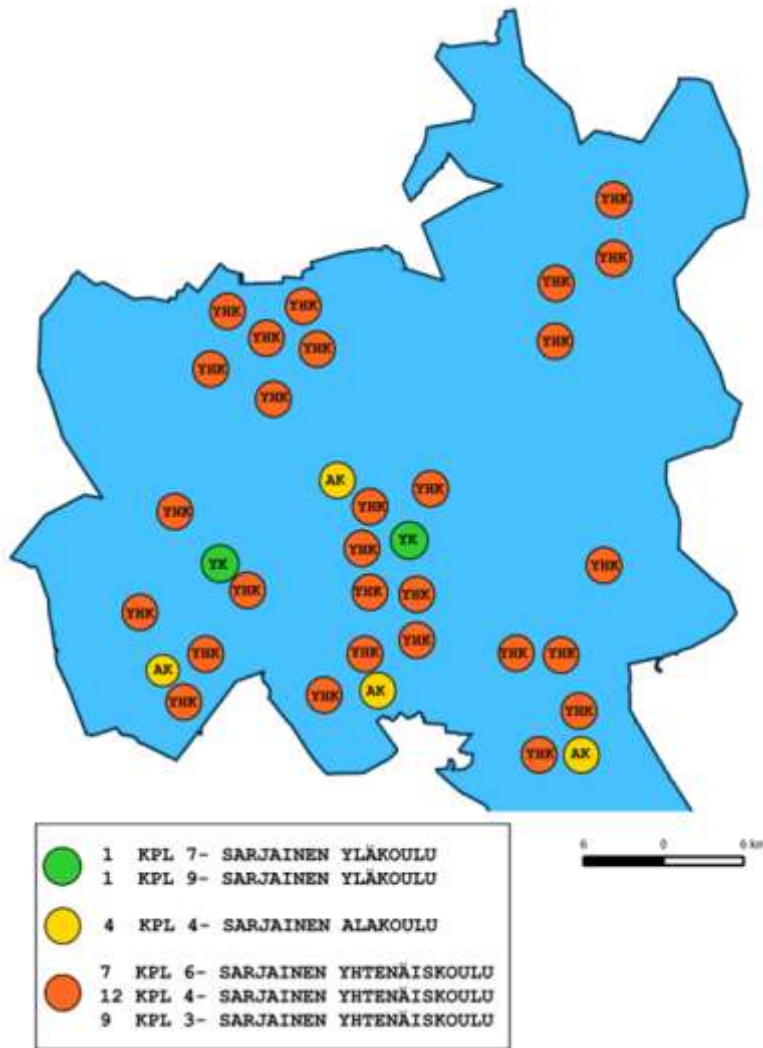 YHK
YHK
YHK
YHK
YHK
YHK
YHK
YHK
YHK
YHK
AK
YHK
YHK
YHK
YK
YHK
YK
YHK
YHK
YHK
YHK
YHK
YHK
YHK
YHK
YHK
YHK
AK
AK
YHK
YHK
YHK
YHK
AK
1 KPL 7- SARJAINEN YLÄKOULU
1 KPL 9- SARJAINEN YLÄKOULU
4 KPL 4- SARJAINEN ALAKOULU
7 KPL 6- SARJAINEN YHTENÄISKOULU
12 KPL 4- SARJAINEN YHTENÄISKOULU
9 KPL 3- SARJAINEN YHTENÄISKOULU
6 0 6 km